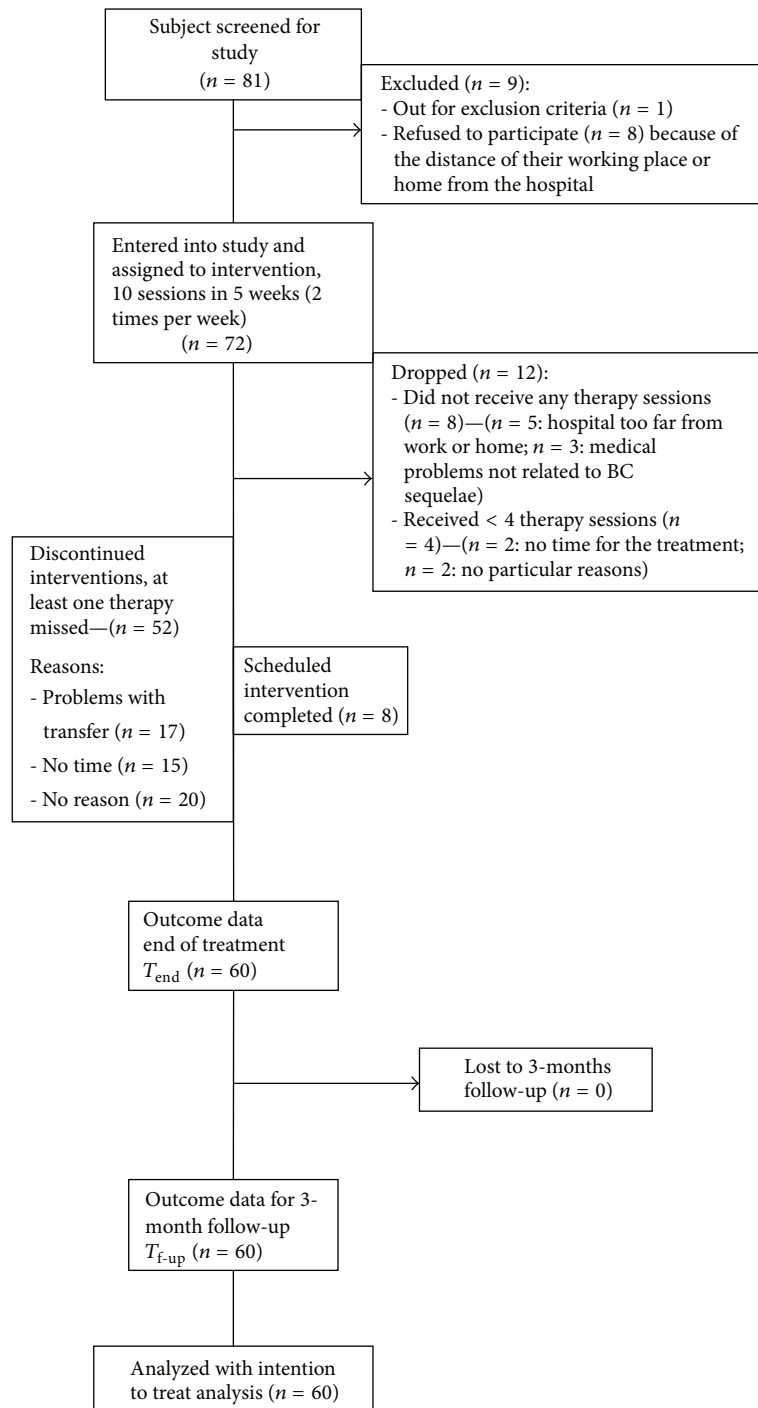 Subject screened for
study
(n = 81)
Excluded (n = 9):
- Out for exclusion criteria (n = 1)
- Refused to participate (n = 8) because of
the distance of their working place or
home from the hospital
Entered into study and
assigned to intervention,
10 sessions in 5 weeks (2
times per week)
(n = 72)
Dropped (n = 12):
- Did not receive any therapy sessions
(n = 8)—(n = 5: hospital too far from
work or home; n = 3: medical
problems not related to BC
sequelae)
- Received < 4 therapy sessions (n
= 4)—(n = 2: no time for the treatment;
n = 2: no particular reasons)
Discontinued
interventions, at
least one therapy
missed—(n = 52)
Reasons:
- Problems with
transfer (n = 17)
- No time (n = 15)
- No reason (n = 20)
Scheduled
intervention
completed (n = 8)
Outcome data
end of treatment
T_end (n = 60)
Lost to 3-months
follow-up (n = 0)
Outcome data for 3-
month follow-up
T_f-up (n = 60)
Analyzed with intention
to treat analysis (n = 60)